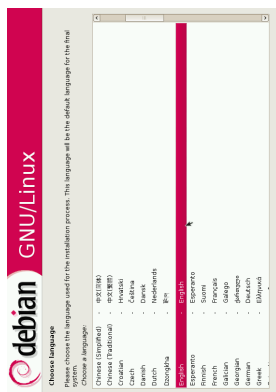 debian GNU/Linux
Choose language
Please choose the language used for the installation process. This language will be the default language for the final
system.
Choose a language:
Chinese (Simplified) - 中文(简体)
Chinese (Traditional) - 中文(繁體)
Croatian - Hrvatski
Czech - Čeština
Danish - Dansk
Dutch - Nederlands
Dzongkha - རྫོང་ཁ
English - English
Esperanto - Esperanto
Finnish - Suomi
French - Français
Galician - Galego
Georgian - ქართული
German - Deutsch
Greek - Ελληνικά